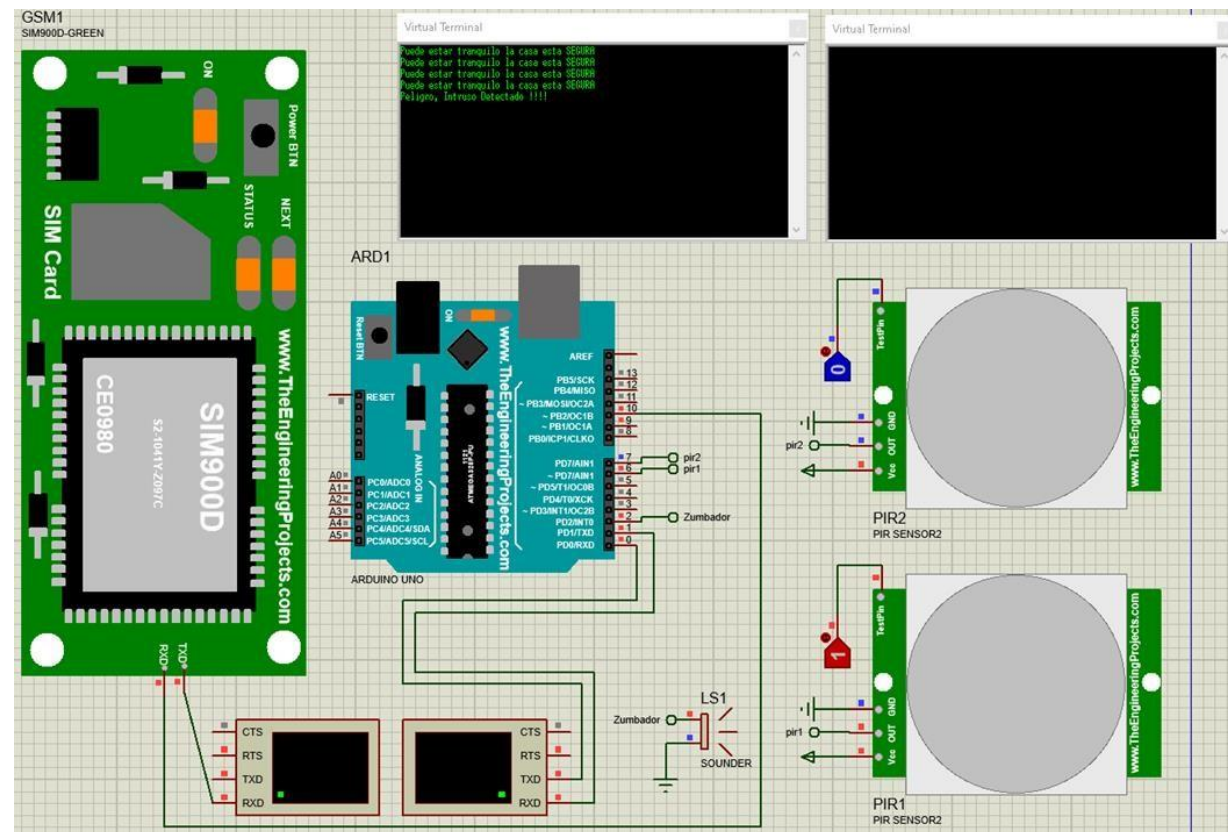 GSM1
SIM900D-GREEN
ON
Power BTN
STATUS
NEXT
SIM Card
SIM900D
S2.1041Y-Z097C
CE0980
www.TheEngineeringProjects.com
RXD
TXD
Virtual Terminal
Puede estar tranquilo la casa esta SEGURA
Puede estar tranquilo la casa esta SEGURA
Puede estar tranquilo la casa esta SEGURA
Puede estar tranquilo la casa esta SEGURA
Peligro, Intruso Detectado !!!!
Virtual Terminal
ARD1
Reset BTN
ON
www.TheEngineeringProjects.com
RESET
ANALOG IN
A0
A1
A2
A3
A4
A5
PC0/ADC0
PC1/ADC1
PC2/ADC2
PC3/ADC3
PC4/ADC4/SDA
PC5/ADC5/SCL
AREF
PB5/SCK 13
PB4/MISO 12
~ PB3/MOSI/OC2A 11
~ PB2/OC1B 10
~ PB1/OC1A 9
PB0/ICP1/CLKO 8
PD7/AIN1 7
~ PD7/AIN1 6
~ PD5/T1/OC0B 5
PD4/T0/XCK 4
~ PD3/INT1/OC2B 3
PD2/INT0 2
PD1/TXD 1
PD0/RXD 0
pir2
pir1
Zumbador
ARDUINO UNO
0
TestPin
GND
OUT
Vcc
pir2
www.TheEngineeringProjects.com
PIR2
PIR SENSOR2
1
TestPin
GND
OUT
Vcc
pir1
www.TheEngineeringProjects.com
PIR1
PIR SENSOR2
CTS
RTS
TXD
RXD
CTS
RTS
TXD
RXD
LS1
Zumbador
SOUNDER